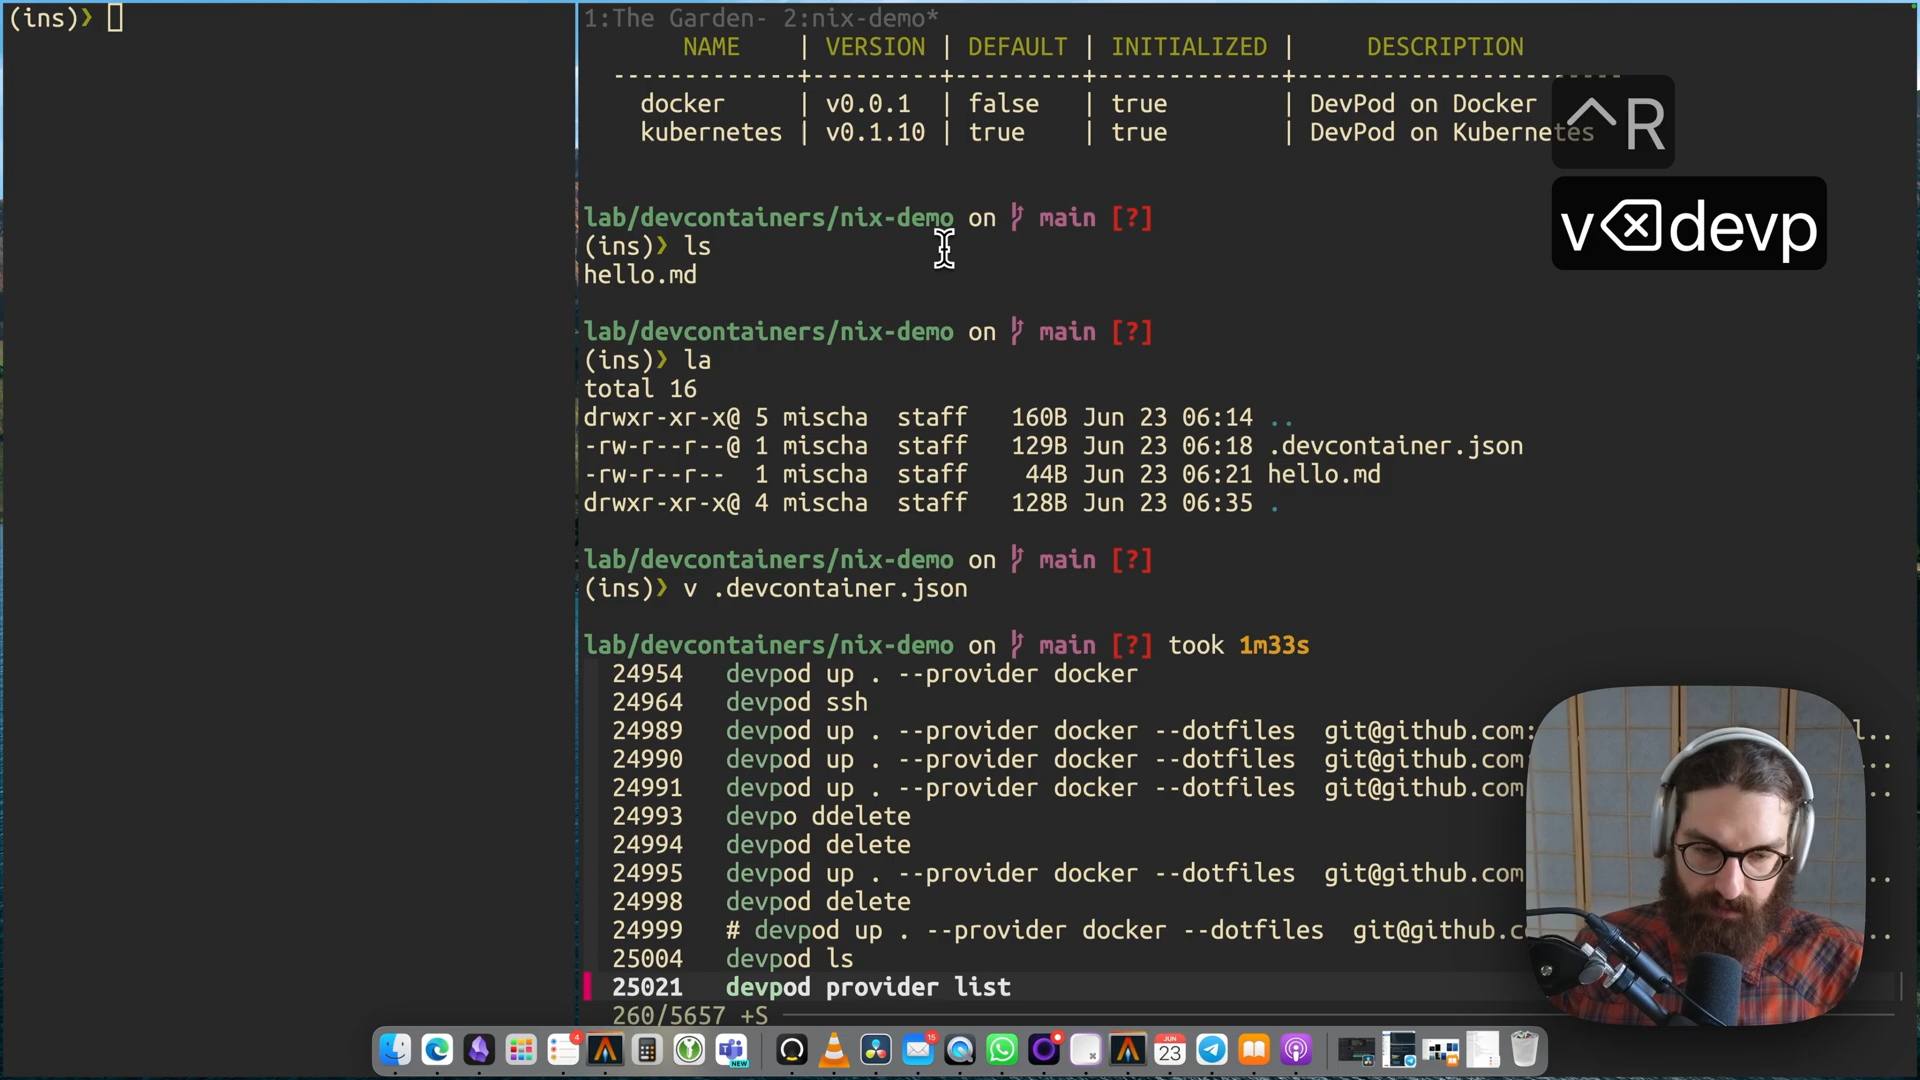 (ins)❯
1:The Garden- 2:nix-demo*
NAME | VERSION | DEFAULT | INITIALIZED | DESCRIPTION
-------------+---------+---------+-------------+-----------------------
docker | v0.0.1 | false | true | DevPod on Docker
kubernetes | v0.1.10 | true | true | DevPod on Kubernetes
^R
v⌫devp
lab/devcontainers/nix-demo on main [?]
(ins)❯ ls
hello.md
lab/devcontainers/nix-demo on main [?]
(ins)❯ la
total 16
drwxr-xr-x@ 5 mischa staff 160B Jun 23 06:14 ..
-rw-r--r--@ 1 mischa staff 129B Jun 23 06:18 .devcontainer.json
-rw-r--r-- 1 mischa staff 44B Jun 23 06:21 hello.md
drwxr-xr-x@ 4 mischa staff 128B Jun 23 06:35 .
lab/devcontainers/nix-demo on main [?]
(ins)❯ v .devcontainer.json
lab/devcontainers/nix-demo on main [?] took 1m33s
24954 devpod up . --provider docker
24964 devpod ssh
24989 devpod up . --provider docker --dotfiles git@github.com: l..
24990 devpod up . --provider docker --dotfiles git@github.com ..
24991 devpod up . --provider docker --dotfiles git@github.com ..
24993 devpo ddelete
24994 devpod delete
24995 devpod up . --provider docker --dotfiles git@github.com ..
24998 devpod delete
24999 # devpod up . --provider docker --dotfiles git@github.c ..
25004 devpod ls
25021 devpod provider list
260/5657 +S
4
NEW
15
JUN
23